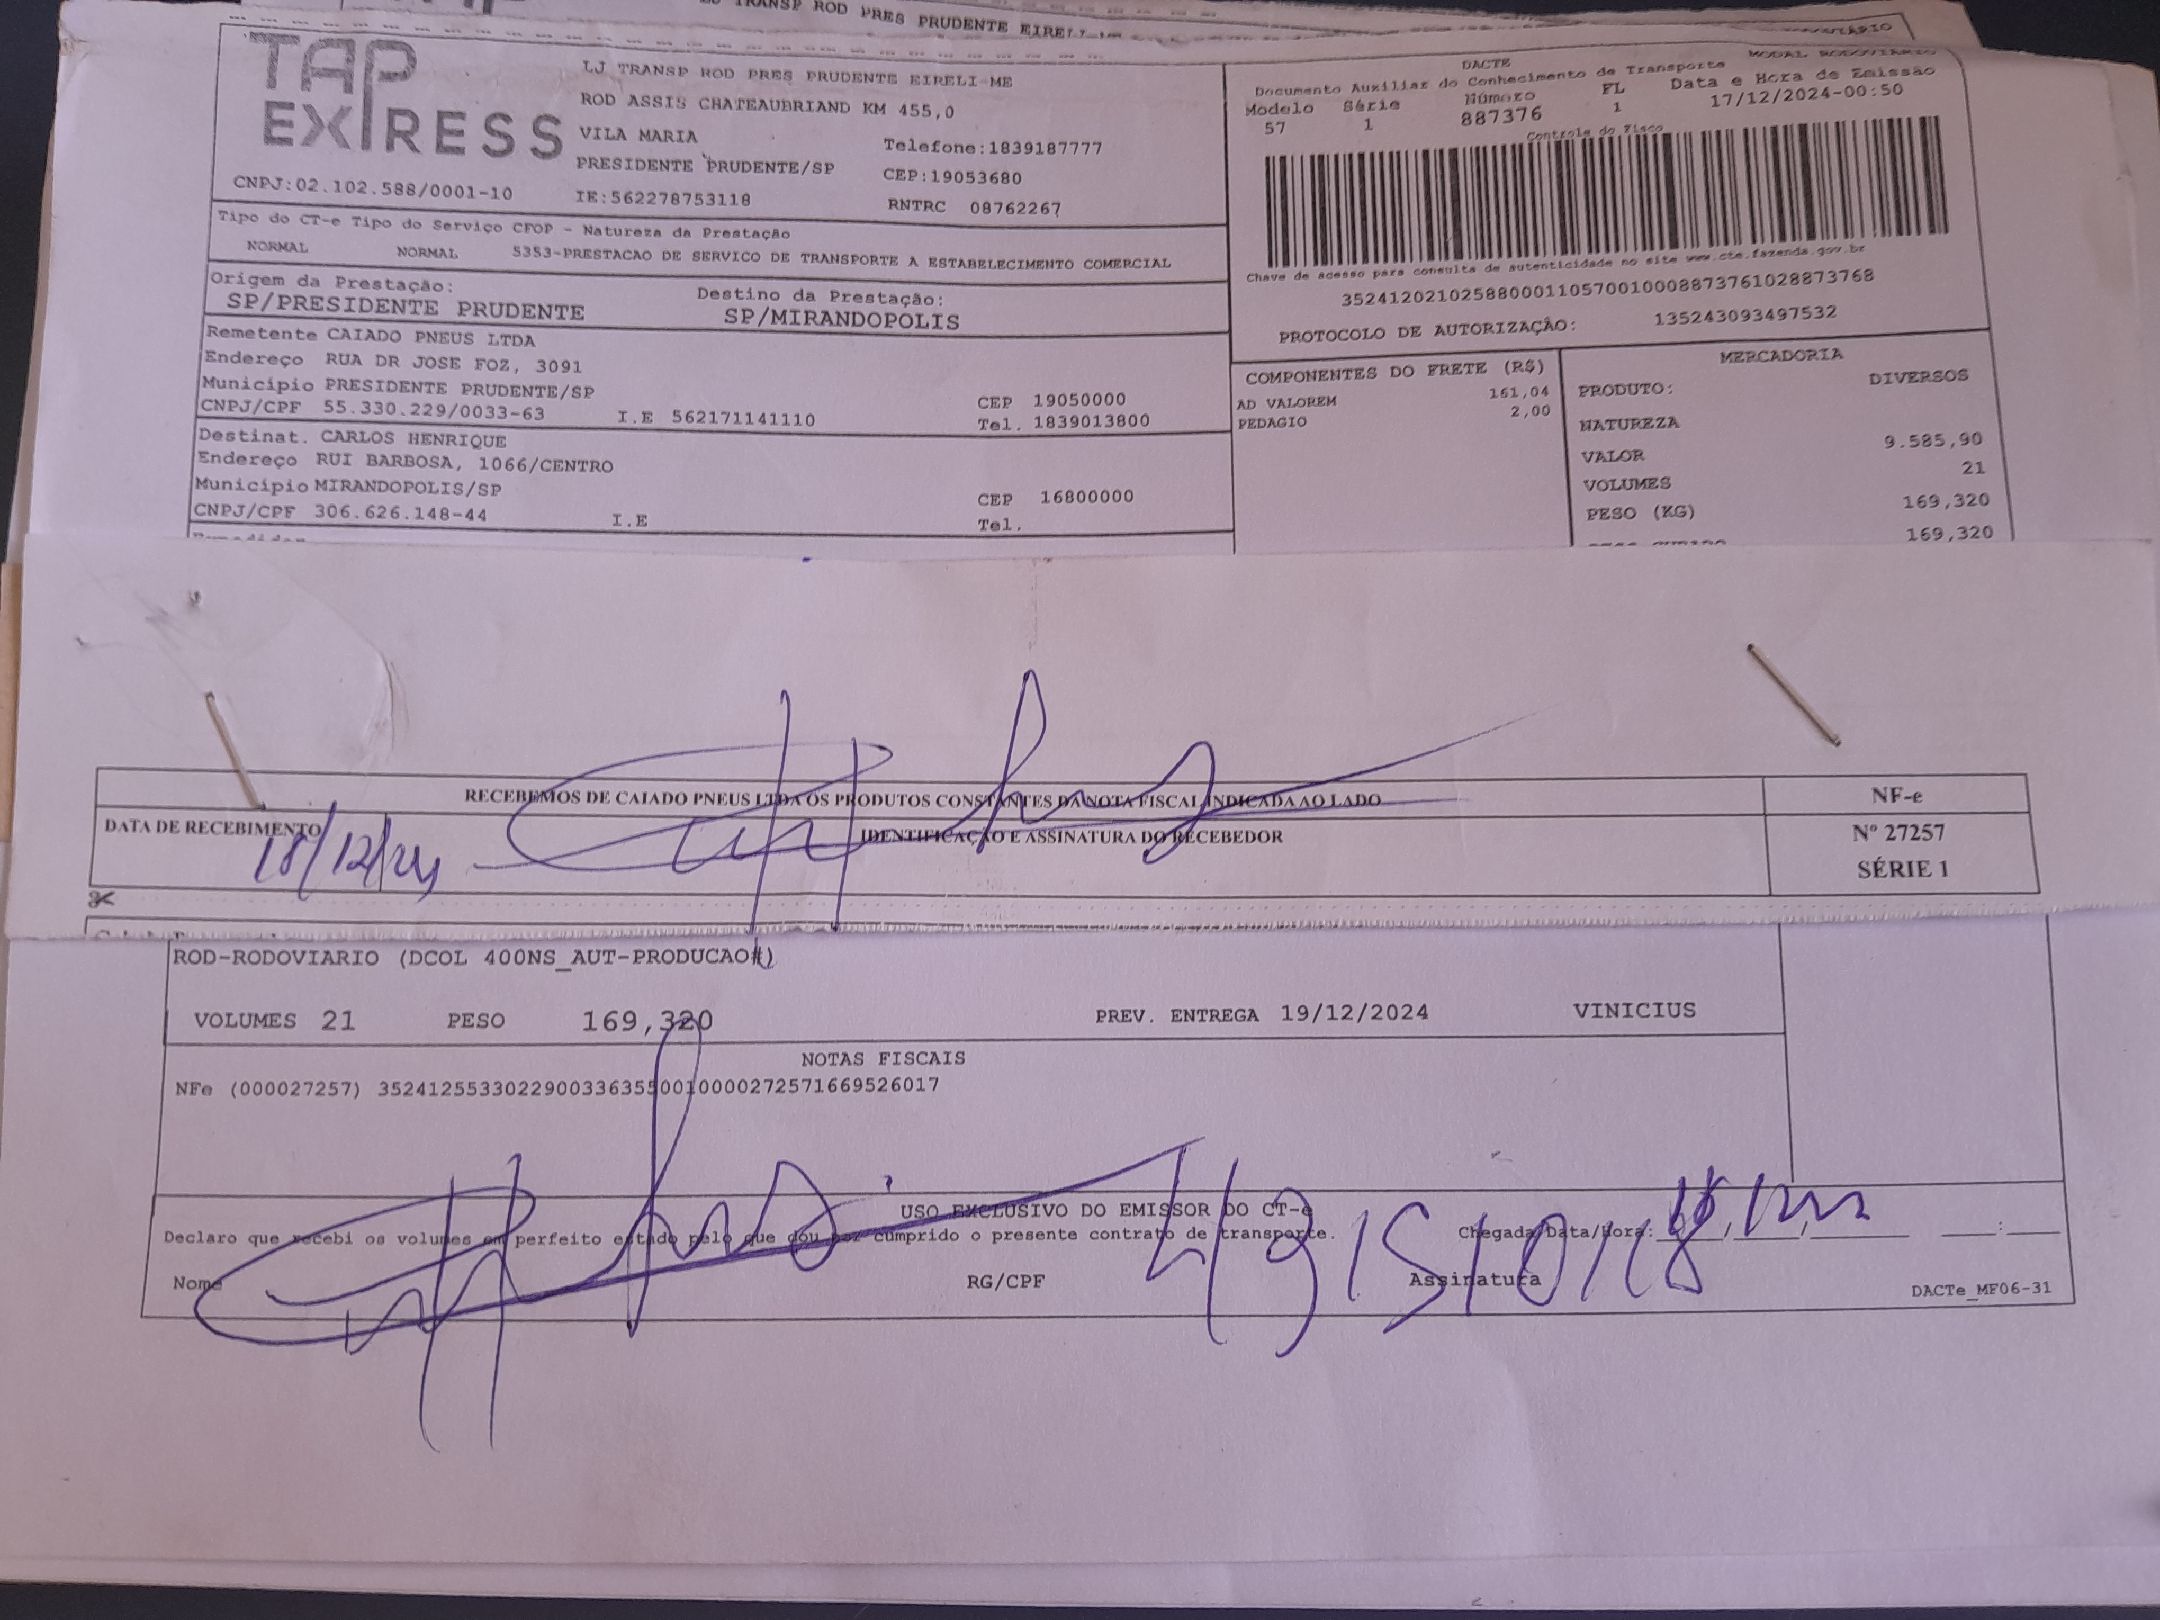 LJ TRANSP ROD PRES PRUDENTE EIRELI-ME
TAP EXPRESS
LJ TRANSP ROD PRES PRUDENTE EIRELI-ME
ROD ASSIS CHATEAUBRIAND KM 455,0
VILA MARIA
Telefone:1839187777
PRESIDENTE PRUDENTE/SP
CEP:19053680
CNPJ:02.102.588/0001-10
IE:562278753118
RNTRC 08762267
DACTE
MODAL RODOVIÁRIO
Documento Auxiliar do Conhecimento de Transporte
Modelo Série Número FL Data e Hora de Emissão
57 1 887376 1 17/12/2024-00:50
Controle do Fisco
Chave de acesso para consulta de autenticidade no site www.cte.fazenda.gov.br
35241202102588000110570010008873761028873768
PROTOCOLO DE AUTORIZAÇÂO: 135243093497532
Tipo do CT-e Tipo do Serviço CFOP - Natureza da Prestação
NORMAL NORMAL 5353-PRESTACAO DE SERVICO DE TRANSPORTE A ESTABELECIMENTO COMERCIAL
Origem da Prestação: Destino da Prestação:
SP/PRESIDENTE PRUDENTE SP/MIRANDOPOLIS
Remetente CAIADO PNEUS LTDA
Endereço RUA DR JOSE FOZ, 3091
Município PRESIDENTE PRUDENTE/SP CEP 19050000
CNPJ/CPF 55.330.229/0033-63 I.E 562171141110 Tel. 1839013800
Destinat. CARLOS HENRIQUE
Endereço RUI BARBOSA, 1066/CENTRO
Município MIRANDOPOLIS/SP CEP 16800000
CNPJ/CPF 306.626.148-44 I.E Tel.
COMPONENTES DO FRETE (R$)
AD VALOREM 161,04
PEDAGIO 2,00
MERCADORIA
PRODUTO: DIVERSOS
NATUREZA
VALOR 9.585,90
VOLUMES 21
PESO (KG) 169,320
169,320
RECEBEMOS DE CAIADO PNEUS LTDA OS PRODUTOS CONSTANTES DA NOTA FISCAL INDICADA AO LADO
NF-e
DATA DE RECEBIMENTO
IDENTIFICAÇÃO E ASSINATURA DO RECEBEDOR
Nº 27257
SÉRIE 1
18/12/24
ROD-RODOVIARIO (DCOL 400NS_AUT-PRODUCAO#)
VOLUMES 21 PESO 169,320 PREV. ENTREGA 19/12/2024 VINICIUS
NOTAS FISCAIS
NFe (000027257) 35241255330229003363550010000272571669526017
USO EXCLUSIVO DO EMISSOR DO CT-e
Declaro que recebi os volumes em perfeito estado pelo que dou por cumprido o presente contrato de transporte. Chegada Data/Hora:
Nome RG/CPF Assinatura
DACTe_MF06-31